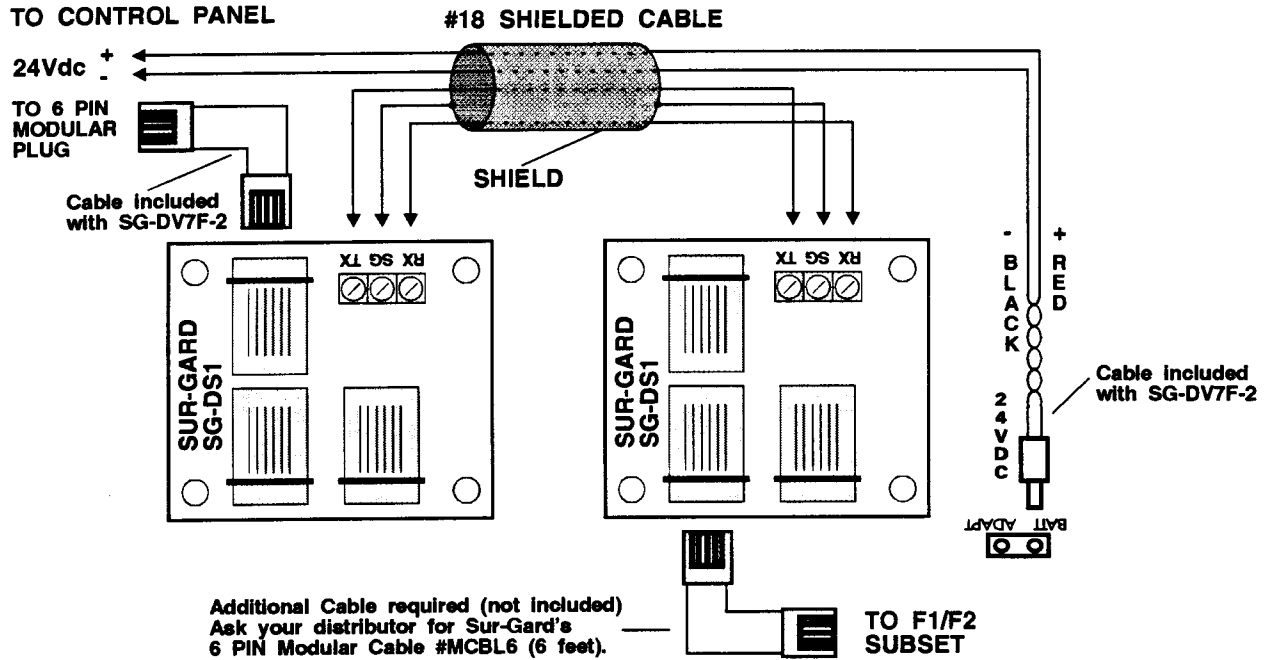 TO CONTROL PANEL
#18 SHIELDED CABLE
24Vdc + -
TO 6 PIN
MODULAR
PLUG
Cable included
with SG-DV7F-2
SHIELD
TX SG RX
SUR-GARD
SG-DS1
TX SG RX
SUR-GARD
SG-DS1
- +
BLACK
RED
24VDC
Cable included
with SG-DV7F-2
ADAPT BATT
Additional Cable required (not included)
Ask your distributor for Sur-Gard's
6 PIN Modular Cable #MCBL6 (6 feet).
TO F1/F2
SUBSET